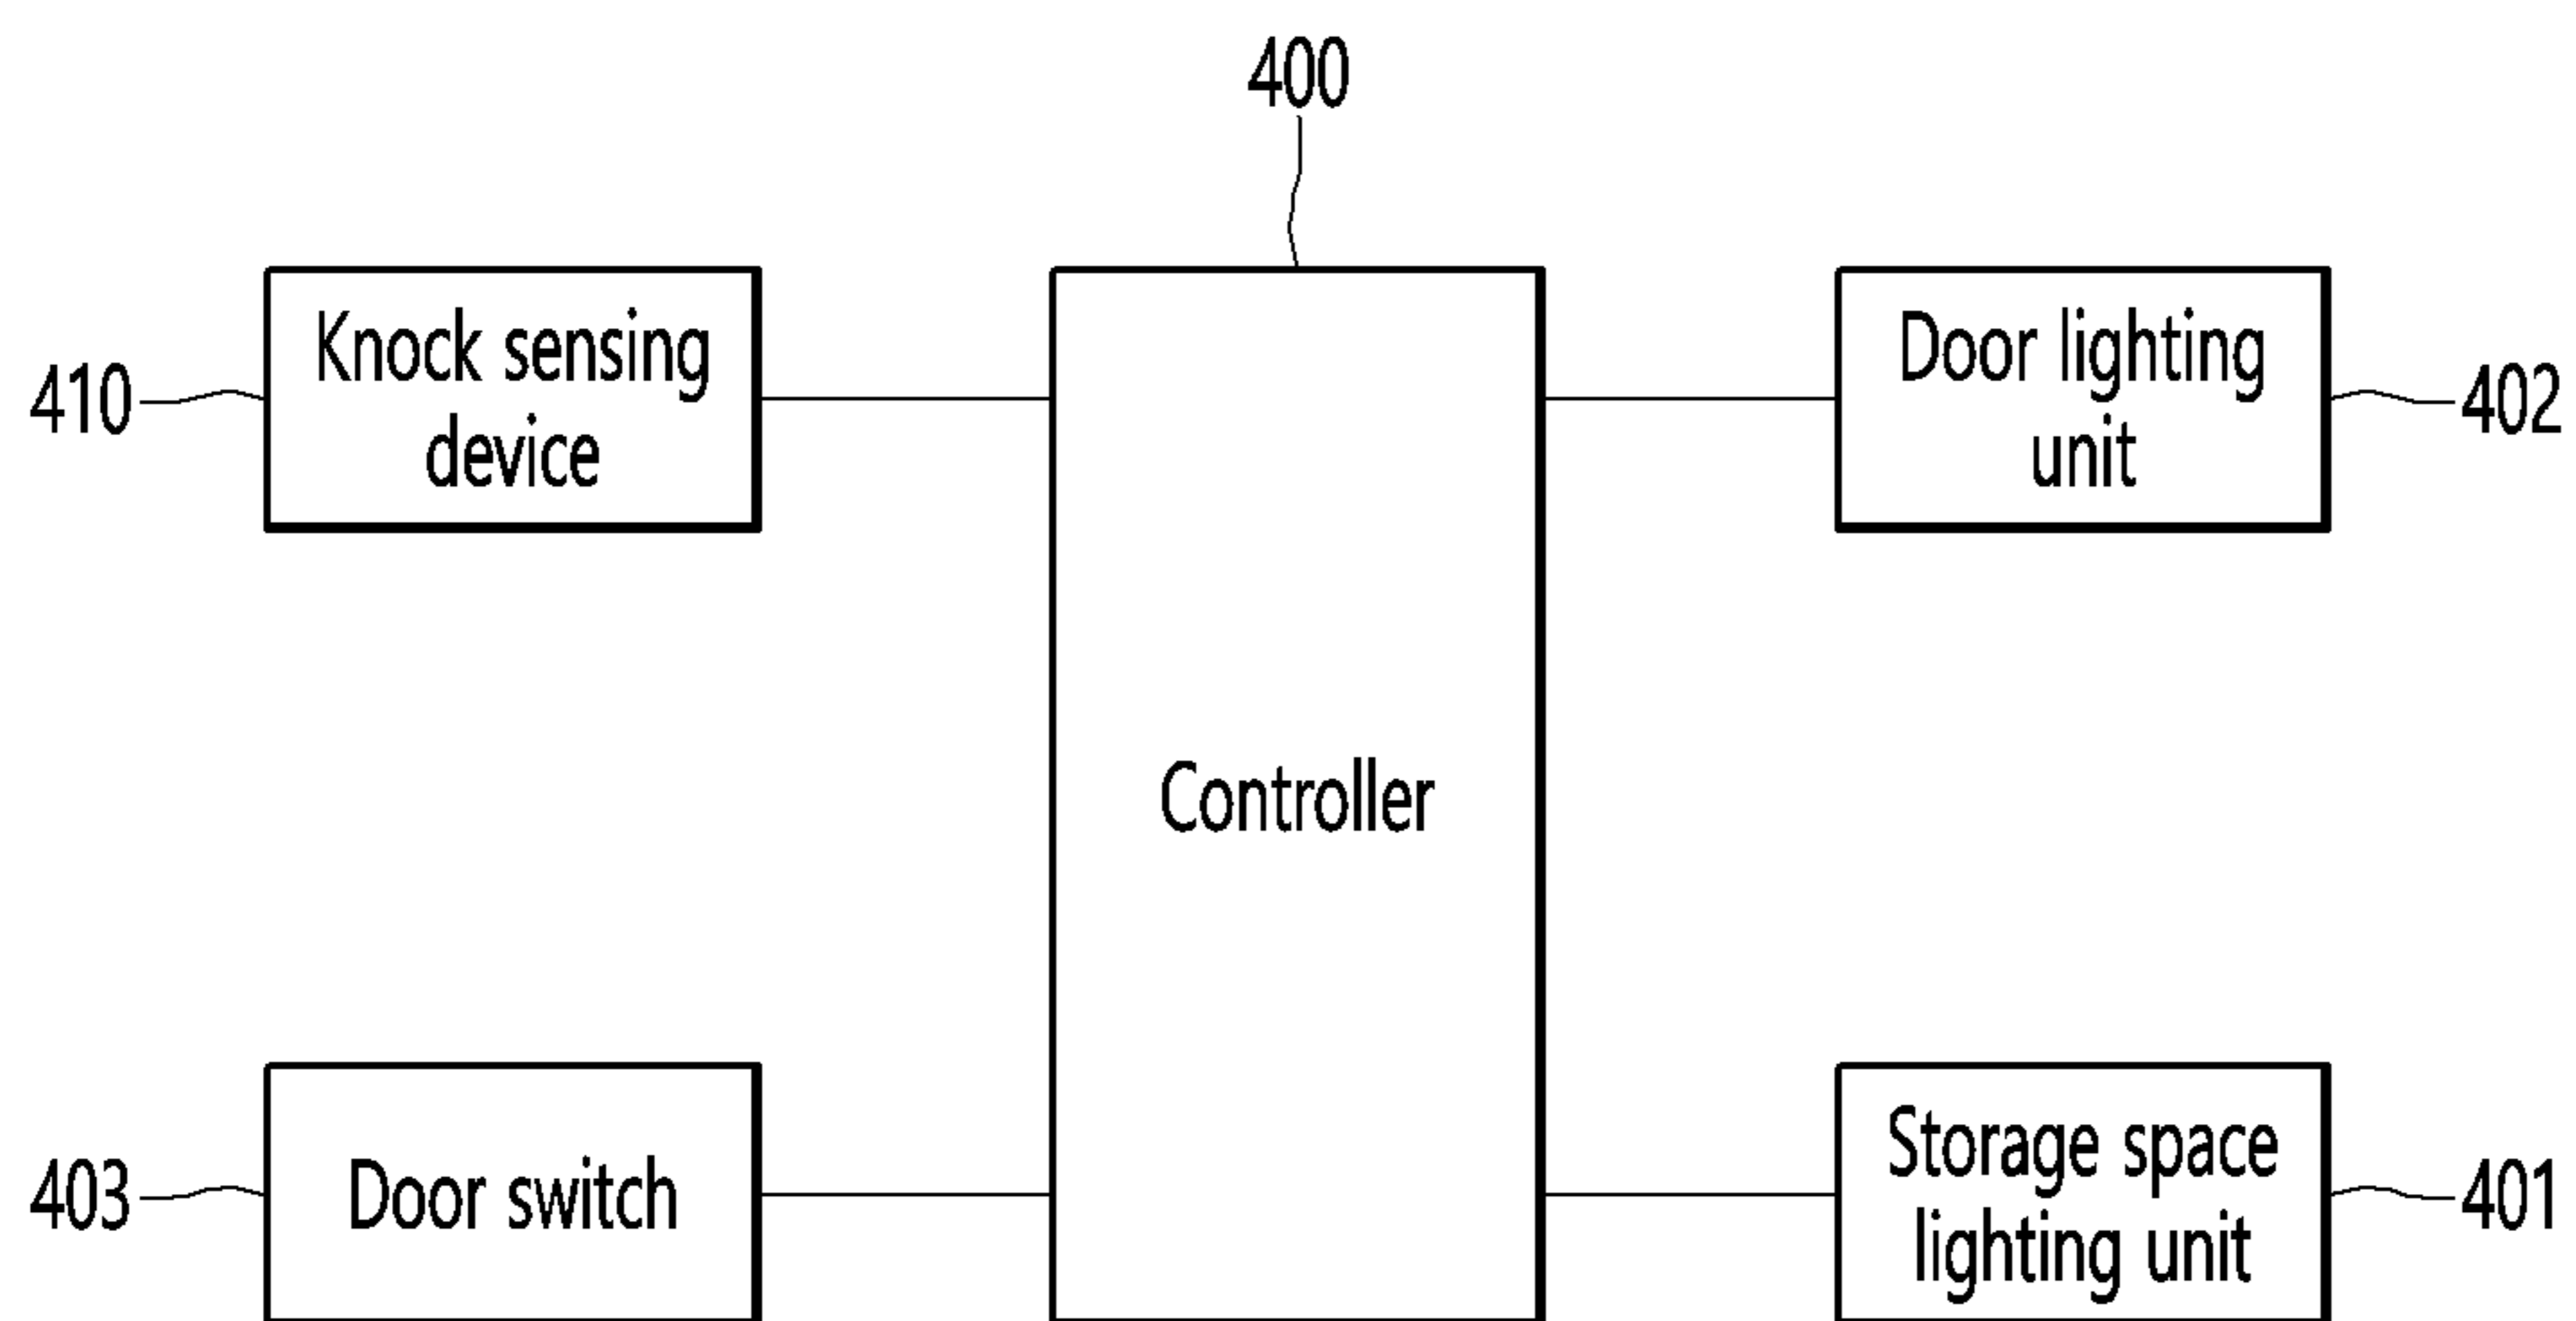 400
410
Knock sensing
device
Door lighting
unit
402
Controller
403
Door switch
Storage space
lighting unit
401